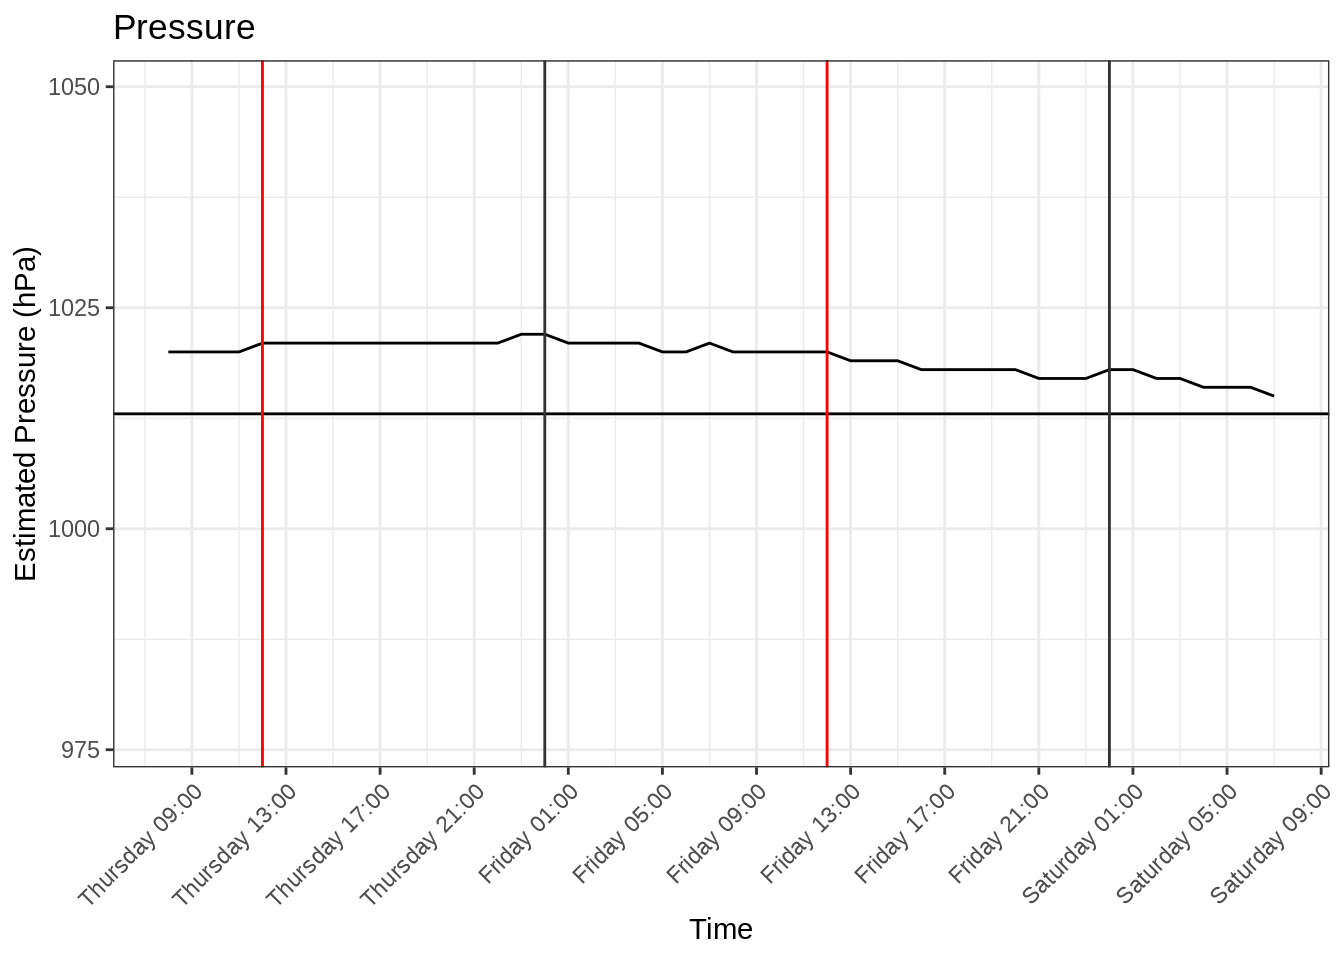 Pressure
1050
1025
1000
975
Estimated Pressure (hPa)
Thursday 09:00
Thursday 13:00
Thursday 17:00
Thursday 21:00
Friday 01:00
Friday 05:00
Friday 09:00
Friday 13:00
Friday 17:00
Friday 21:00
Saturday 01:00
Saturday 05:00
Saturday 09:00
Time